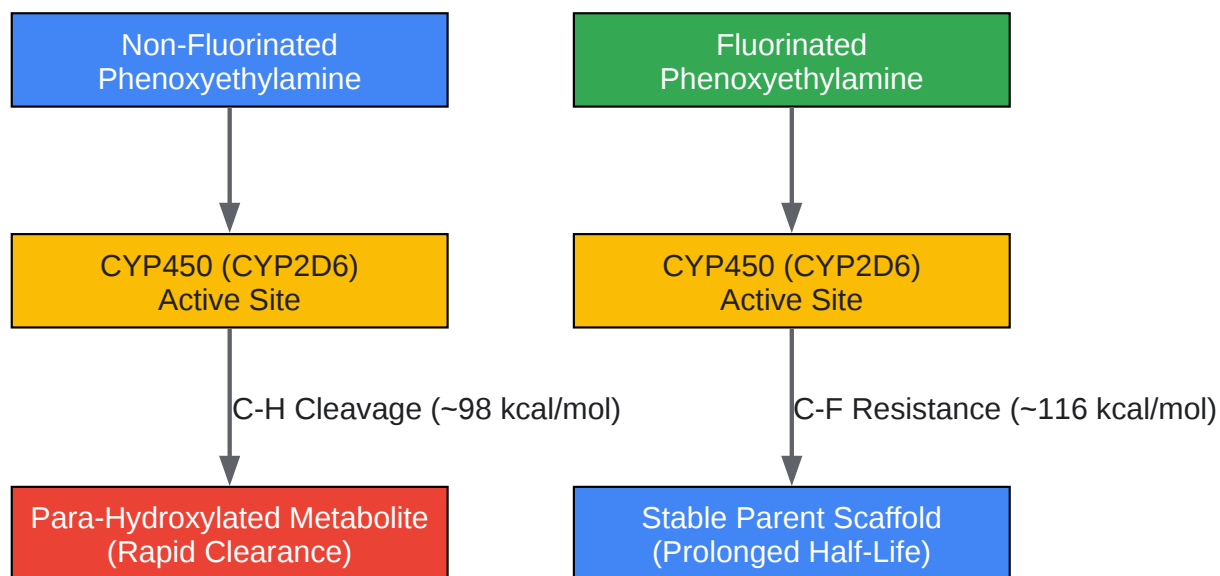 Non-Fluorinated
Phenoxyethylamine
Fluorinated
Phenoxyethylamine
CYP450 (CYP2D6)
Active Site
CYP450 (CYP2D6)
Active Site
C-H Cleavage (~98 kcal/mol)
C-F Resistance (~116 kcal/mol)
Para-Hydroxylated Metabolite
(Rapid Clearance)
Stable Parent Scaffold
(Prolonged Half-Life)